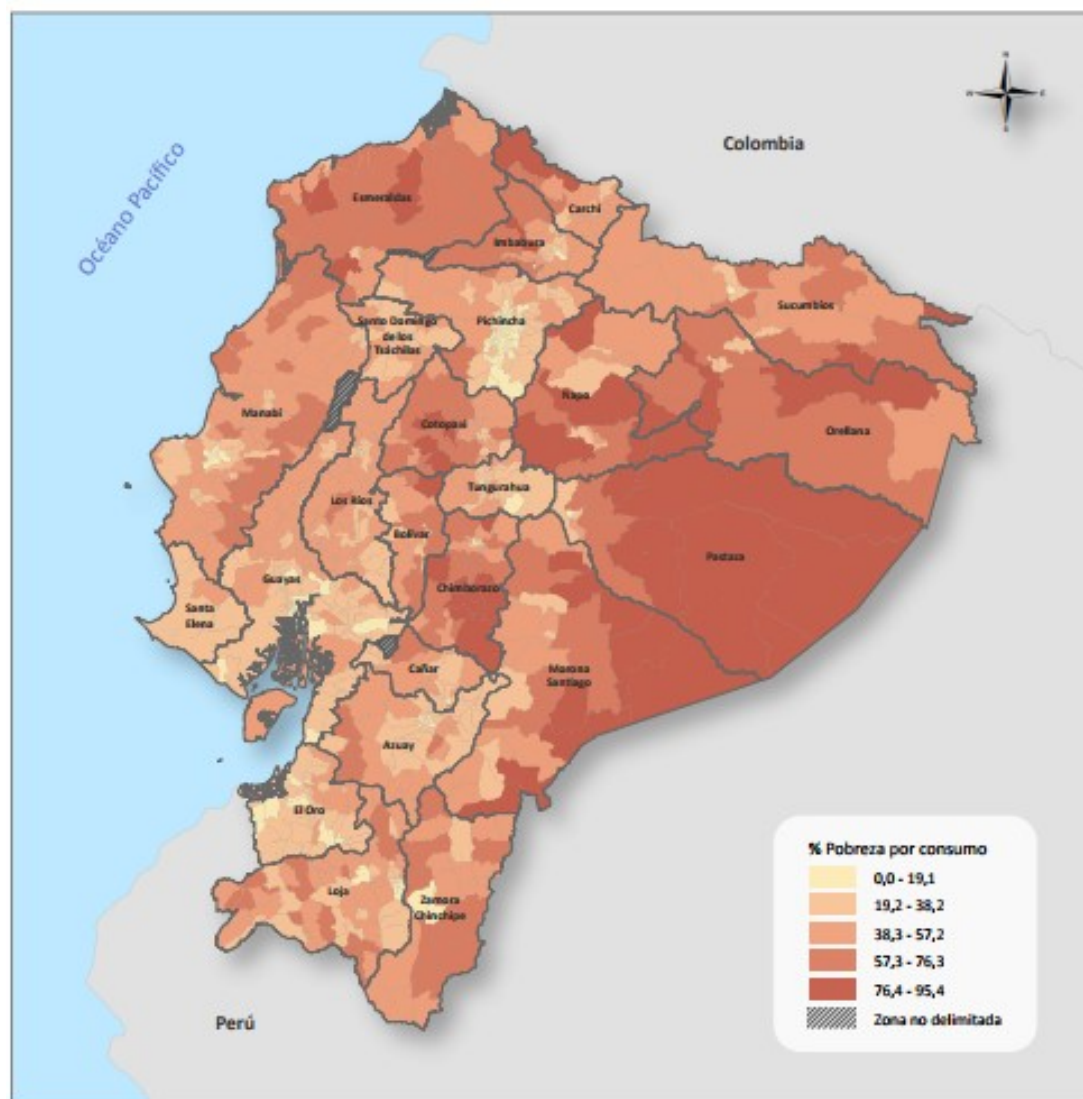 N
W
E
S
Colombia
Océano Pacífico
Esmeraldas
Carchi
Imbabura
Sucumbíos
Santo Domingo
de los
Tsáchilas
Pichincha
Manabí
Napo
Cotopaxi
Orellana
Tungurahua
Los Ríos
Bolívar
Pastaza
Guayas
Chimborazo
Santa
Elena
Cañar
Morona
Santiago
Azuay
El Oro
Loja
Zamora
Chinchipe
Perú
% Pobreza por consumo
0,0 - 19,1
19,2 - 38,2
38,3 - 57,2
57,3 - 76,3
76,4 - 95,4
Zona no delimitada